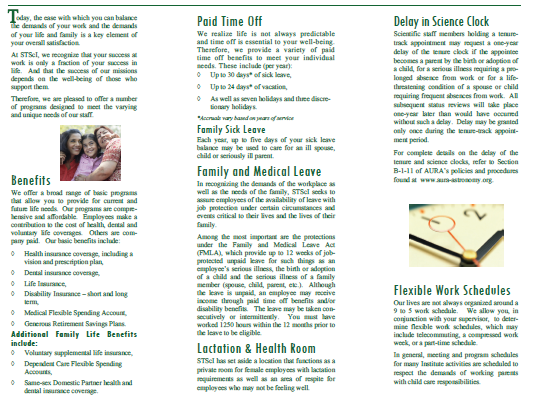 Today, the ease with which you can balance
the demands of your work and the demands
of your life and family is a key element of
your overall satisfaction.
At STScI, we recognize that your success at
work is only a fraction of your success in
life. And that the success of our missions
depends on the well-being of those who
support them.
Therefore, we are pleased to offer a number
of programs designed to meet the varying
and unique needs of our staff.
Benefits
We offer a broad range of basic programs
that allow you to provide for current and
future life needs. Our programs are compre-
hensive and affordable. Employees make a
contribution to the cost of health, dental and
voluntary life coverages. Others are com-
pany paid. Our basic benefits include:
◊ Health insurance coverage, including a
vision and prescription plan,
◊ Dental insurance coverage,
◊ Life Insurance,
◊ Disability Insurance – short and long
term,
◊ Medical Flexible Spending Account,
◊ Generous Retirement Savings Plans.
Additional Family Life Benefits
include:
◊ Voluntary supplemental life insurance,
◊ Dependent Care Flexible Spending
Accounts,
◊ Same-sex Domestic Partner health and
dental insurance coverage.
Paid Time Off
We realize life is not always predictable
and time off is essential to your well-being.
Therefore, we provide a variety of paid
time off benefits to meet your individual
needs. These include (per year):
◊ Up to 30 days* of sick leave,
◊ Up to 24 days* of vacation,
◊ As well as seven holidays and three discre-
tionary holidays.
*Accruals vary based on years of service
Family Sick Leave
Each year, up to five days of your sick leave
balance may be used to care for an ill spouse,
child or seriously ill parent.
Family and Medical Leave
In recognizing the demands of the workplace as
well as the needs of the family, STScI seeks to
assure employees of the availability of leave with
job protection under certain circumstances and
events critical to their lives and the lives of their
family.
Among the most important are the protections
under the Family and Medical Leave Act
(FMLA), which provide up to 12 weeks of job-
protected unpaid leave for such things as an
employee's serious illness, the birth or adoption
of a child and the serious illness of a family
member (spouse, child, parent, etc.). Although
the leave is unpaid, an employee may receive
income through paid time off benefits and/or
disability benefits. The leave may be taken con-
secutively or intermittently. You must have
worked 1250 hours within the 12 months prior to
the leave to be eligible.
Lactation & Health Room
STScI has set aside a location that functions as a
private room for female employees with lactation
requirements as well as an area of respite for
employees who may not be feeling well.
Delay in Science Clock
Scientific staff members holding a tenure-
track appointment may request a one-year
delay of the tenure clock if the appointee
becomes a parent by the birth or adoption of
a child, for a serious illness requiring a pro-
longed absence from work or for a life-
threatening condition of a spouse or child
requiring frequent absences from work. All
subsequent status reviews will take place
one-year later than would have occurred
without such a delay. Delay may be granted
only once during the tenure-track appoint-
ment period.
For complete details on the delay of the
tenure and science clocks, refer to Section
B-I-11 of AURA's policies and procedures
found at www.aura-astronomy.org.
Flexible Work Schedules
Our lives are not always organized around a
9 to 5 work schedule. We allow you, in
conjunction with your supervisor, to deter-
mine flexible work schedules, which may
include telecommuting, a compressed work
week, or a part-time schedule.
In general, meeting and program schedules
for many Institute activities are scheduled to
respect the demands of working parents
with child care responsibilities.